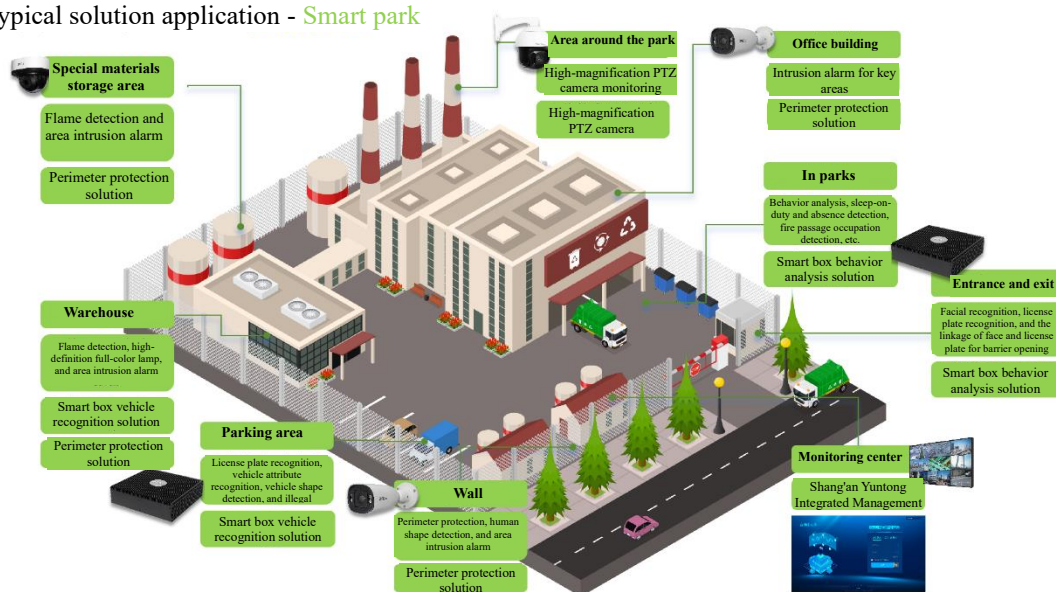 ypical solution application - Smart park
Special materials
storage area
Flame detection and
area intrusion alarm
Perimeter protection
solution
Area around the park
High-magnification PTZ
camera monitoring
High-magnification
PTZ camera
Office building
Intrusion alarm for key
areas
Perimeter protection
solution
In parks
Behavior analysis, sleep-on-
duty and absence detection,
fire passage occupation
detection, etc.
Smart box behavior
analysis solution
Entrance and exit
Facial recognition, license
plate recognition, and the
linkage of face and license
plate for barrier opening
Smart box behavior
analysis solution
Warehouse
Flame detection, high-
definition full-color lamp,
and area intrusion alarm
Smart box vehicle
recognition solution
Perimeter protection
solution
Parking area
License plate recognition,
vehicle attribute
recognition, vehicle shape
detection, and illegal
Smart box vehicle
recognition solution
Wall
Perimeter protection, human
shape detection, and area
intrusion alarm
Perimeter protection
solution
Monitoring center
Shang'an Yuntong
Integrated Management